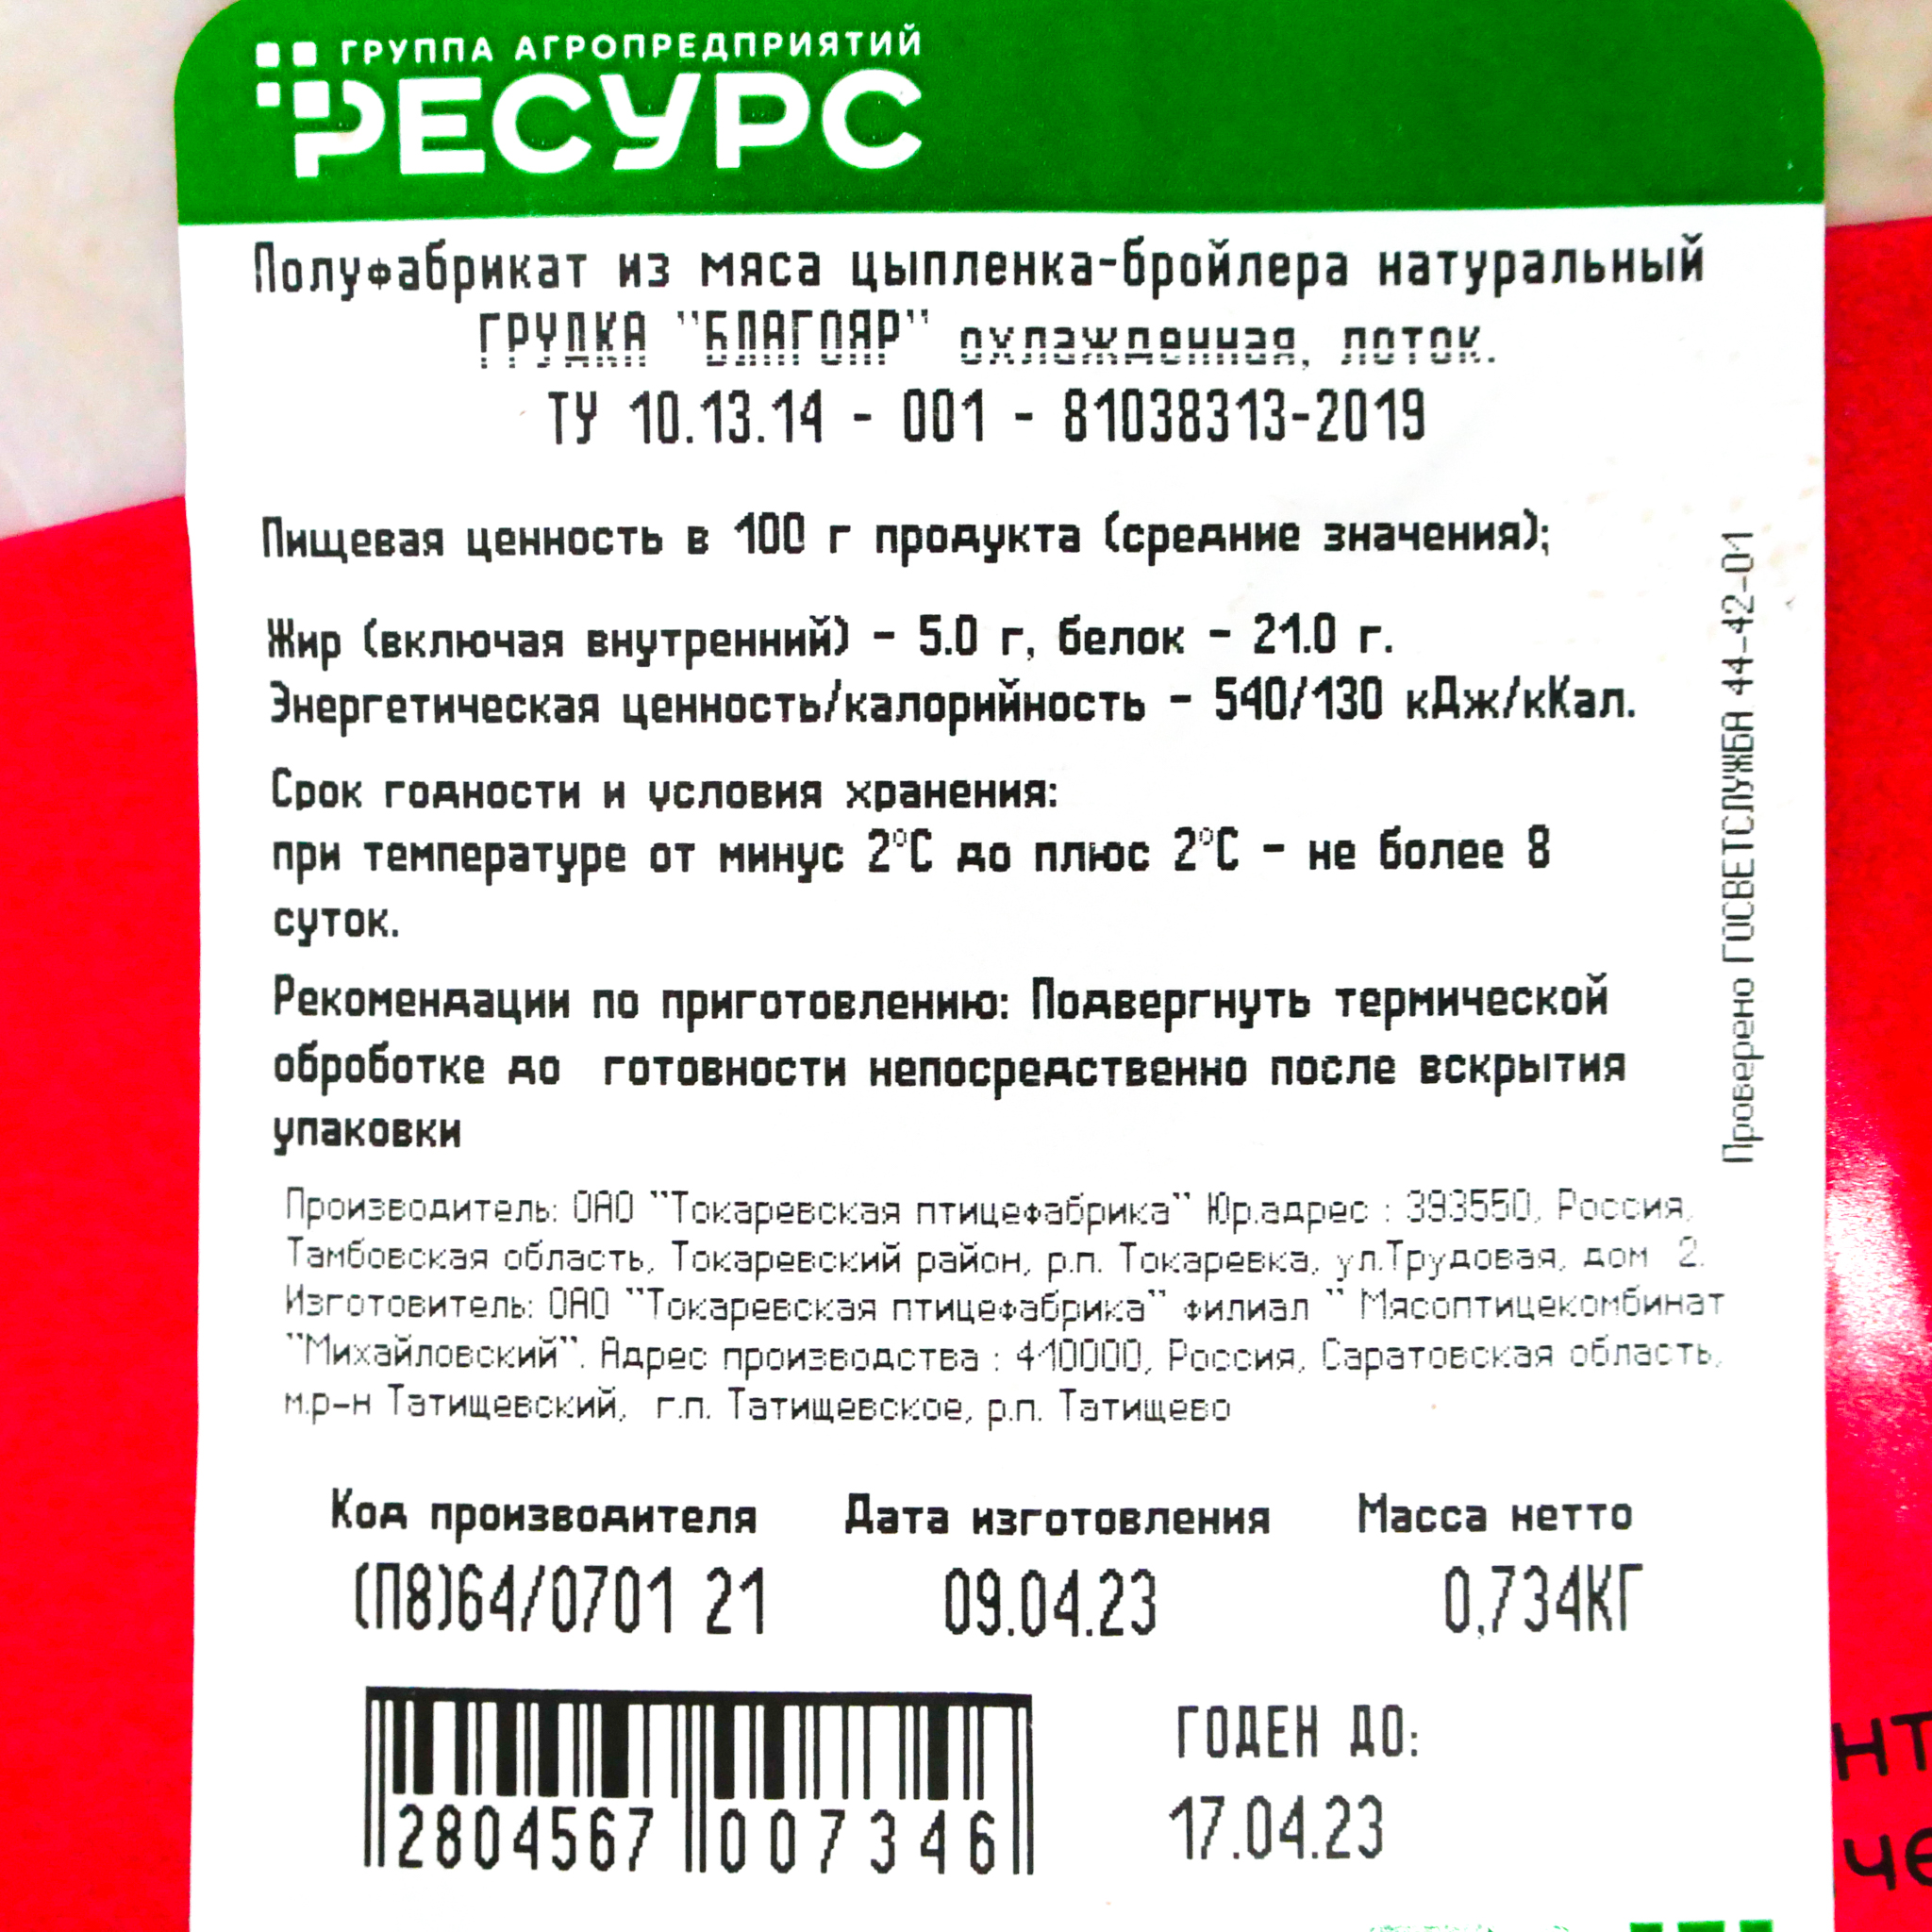 ГРУППА АГРОПРЕДПРИЯТИЙ
РЕСУРС
Полуфабрикат из мяса цыпленка-бройлера натуральный
ГРУДКА "БЛАГОЯР" охлажденная, лоток.
ТУ 10.13.14 - 001 - 81038313-2019
Пищевая ценность в 100 г продукта (средние значения);
Жир (включая внутренний) - 5.0 г, белок - 21.0 г.
Энергетическая ценность/калорийность - 540/130 кДж/кКал.
Срок годности и условия хранения:
при температуре от минус 2°С до плюс 2°С - не более 8
суток.
Рекомендации по приготовлению: Подвергнуть термической
оброботке до готовности непосредственно после вскрытия
упаковки
Проверено ГОСВЕТСЛУЖБА 44-42-01
Производитель: ОАО "Токаревская птицефабрика" Юр.адрес : 393550, Россия,
Тамбовская область, Токаревский район, р.п. Токаревка, ул.Трудовая, дом 2.
Изготовитель: ОАО "Токаревская птицефабрика" филиал " Мясоптицекомбинат
"Михайловский". Адрес производства : 410000, Россия, Саратовская область,
м.р-н Татищевский, г.п. Татищевское, р.п. Татищево
Код производителя Дата изготовления Масса нетто
(П8)64/0701 21 09.04.23 0,734КГ
ГОДЕН ДО:
17.04.23
2804567 007346
нт
че